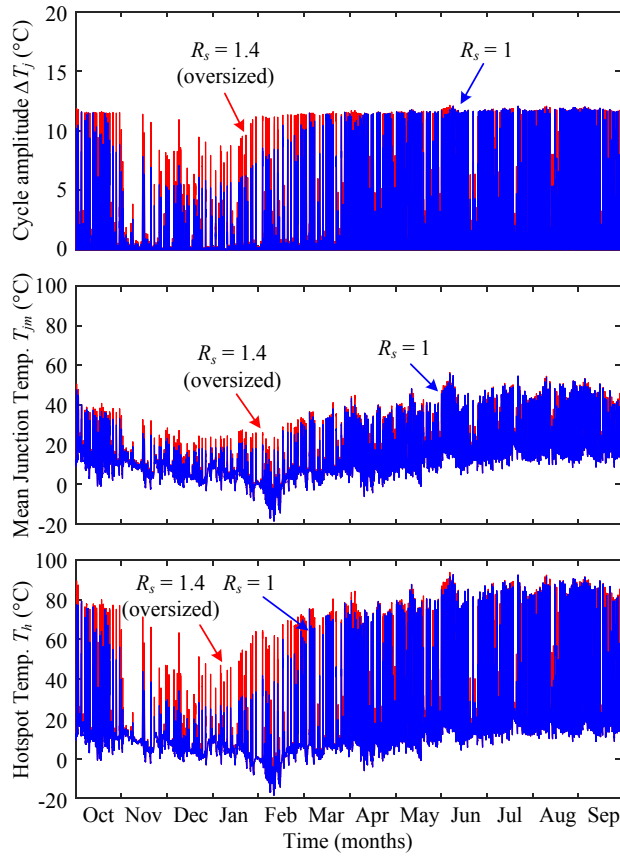 Cycle amplitude ΔTj (°C)
20
15
10
5
0
Rs = 1.4
(oversized)
Rs = 1
Mean Junction Temp. Tjm (°C)
100
80
60
40
20
0
-20
Rs = 1.4
(oversized)
Rs = 1
Hotspot Temp. Th (°C)
100
80
60
40
20
0
-20
Rs = 1.4 Rs = 1
(oversized)
Oct Nov Dec Jan Feb Mar Apr May Jun Jul Aug Sep
Time (months)